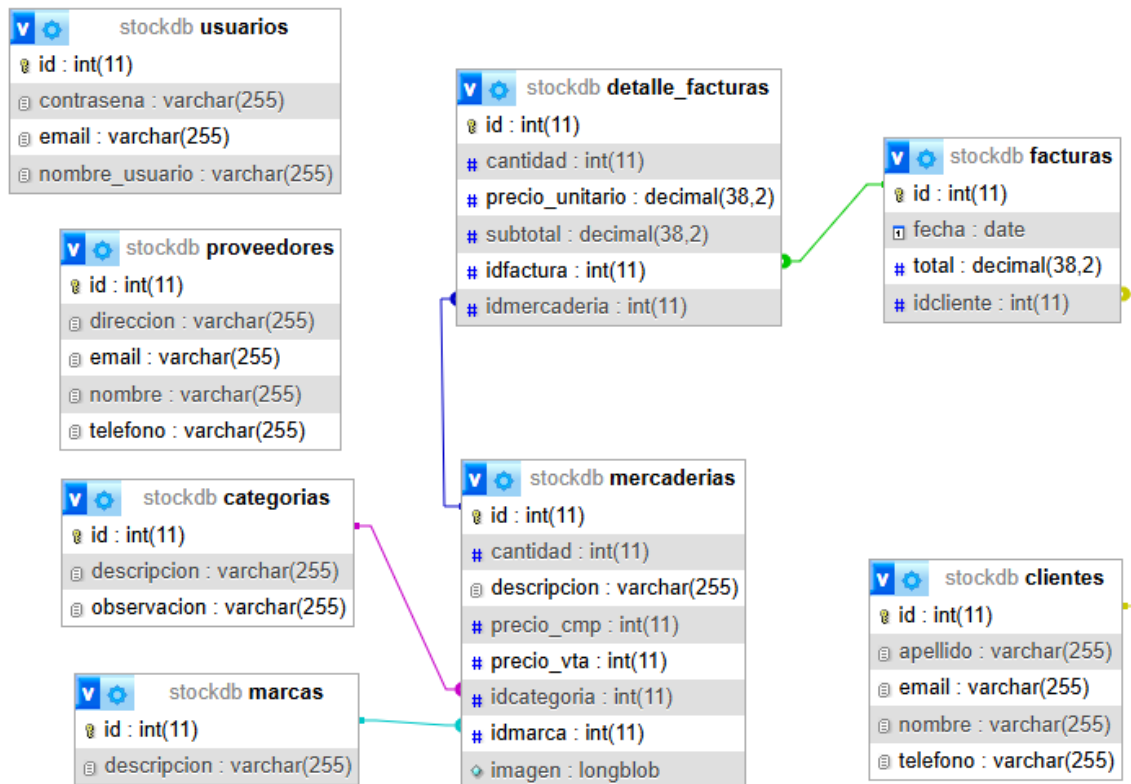 stockdb usuarios
id : int(11)
contrasena : varchar(255)
email : varchar(255)
nombre_usuario : varchar(255)
stockdb proveedores
id : int(11)
direccion : varchar(255)
email : varchar(255)
nombre : varchar(255)
telefono : varchar(255)
stockdb categorias
id : int(11)
descripcion : varchar(255)
observacion : varchar(255)
stockdb marcas
id : int(11)
descripcion : varchar(255)
stockdb detalle_facturas
id : int(11)
cantidad : int(11)
precio_unitario : decimal(38,2)
subtotal : decimal(38,2)
idfactura : int(11)
idmercaderia : int(11)
stockdb mercaderias
id : int(11)
cantidad : int(11)
descripcion : varchar(255)
precio_cmp : int(11)
precio_vta : int(11)
idcategoria : int(11)
idmarca : int(11)
imagen : longblob
stockdb facturas
id : int(11)
fecha : date
total : decimal(38,2)
idcliente : int(11)
stockdb clientes
id : int(11)
apellido : varchar(255)
email : varchar(255)
nombre : varchar(255)
telefono : varchar(255)